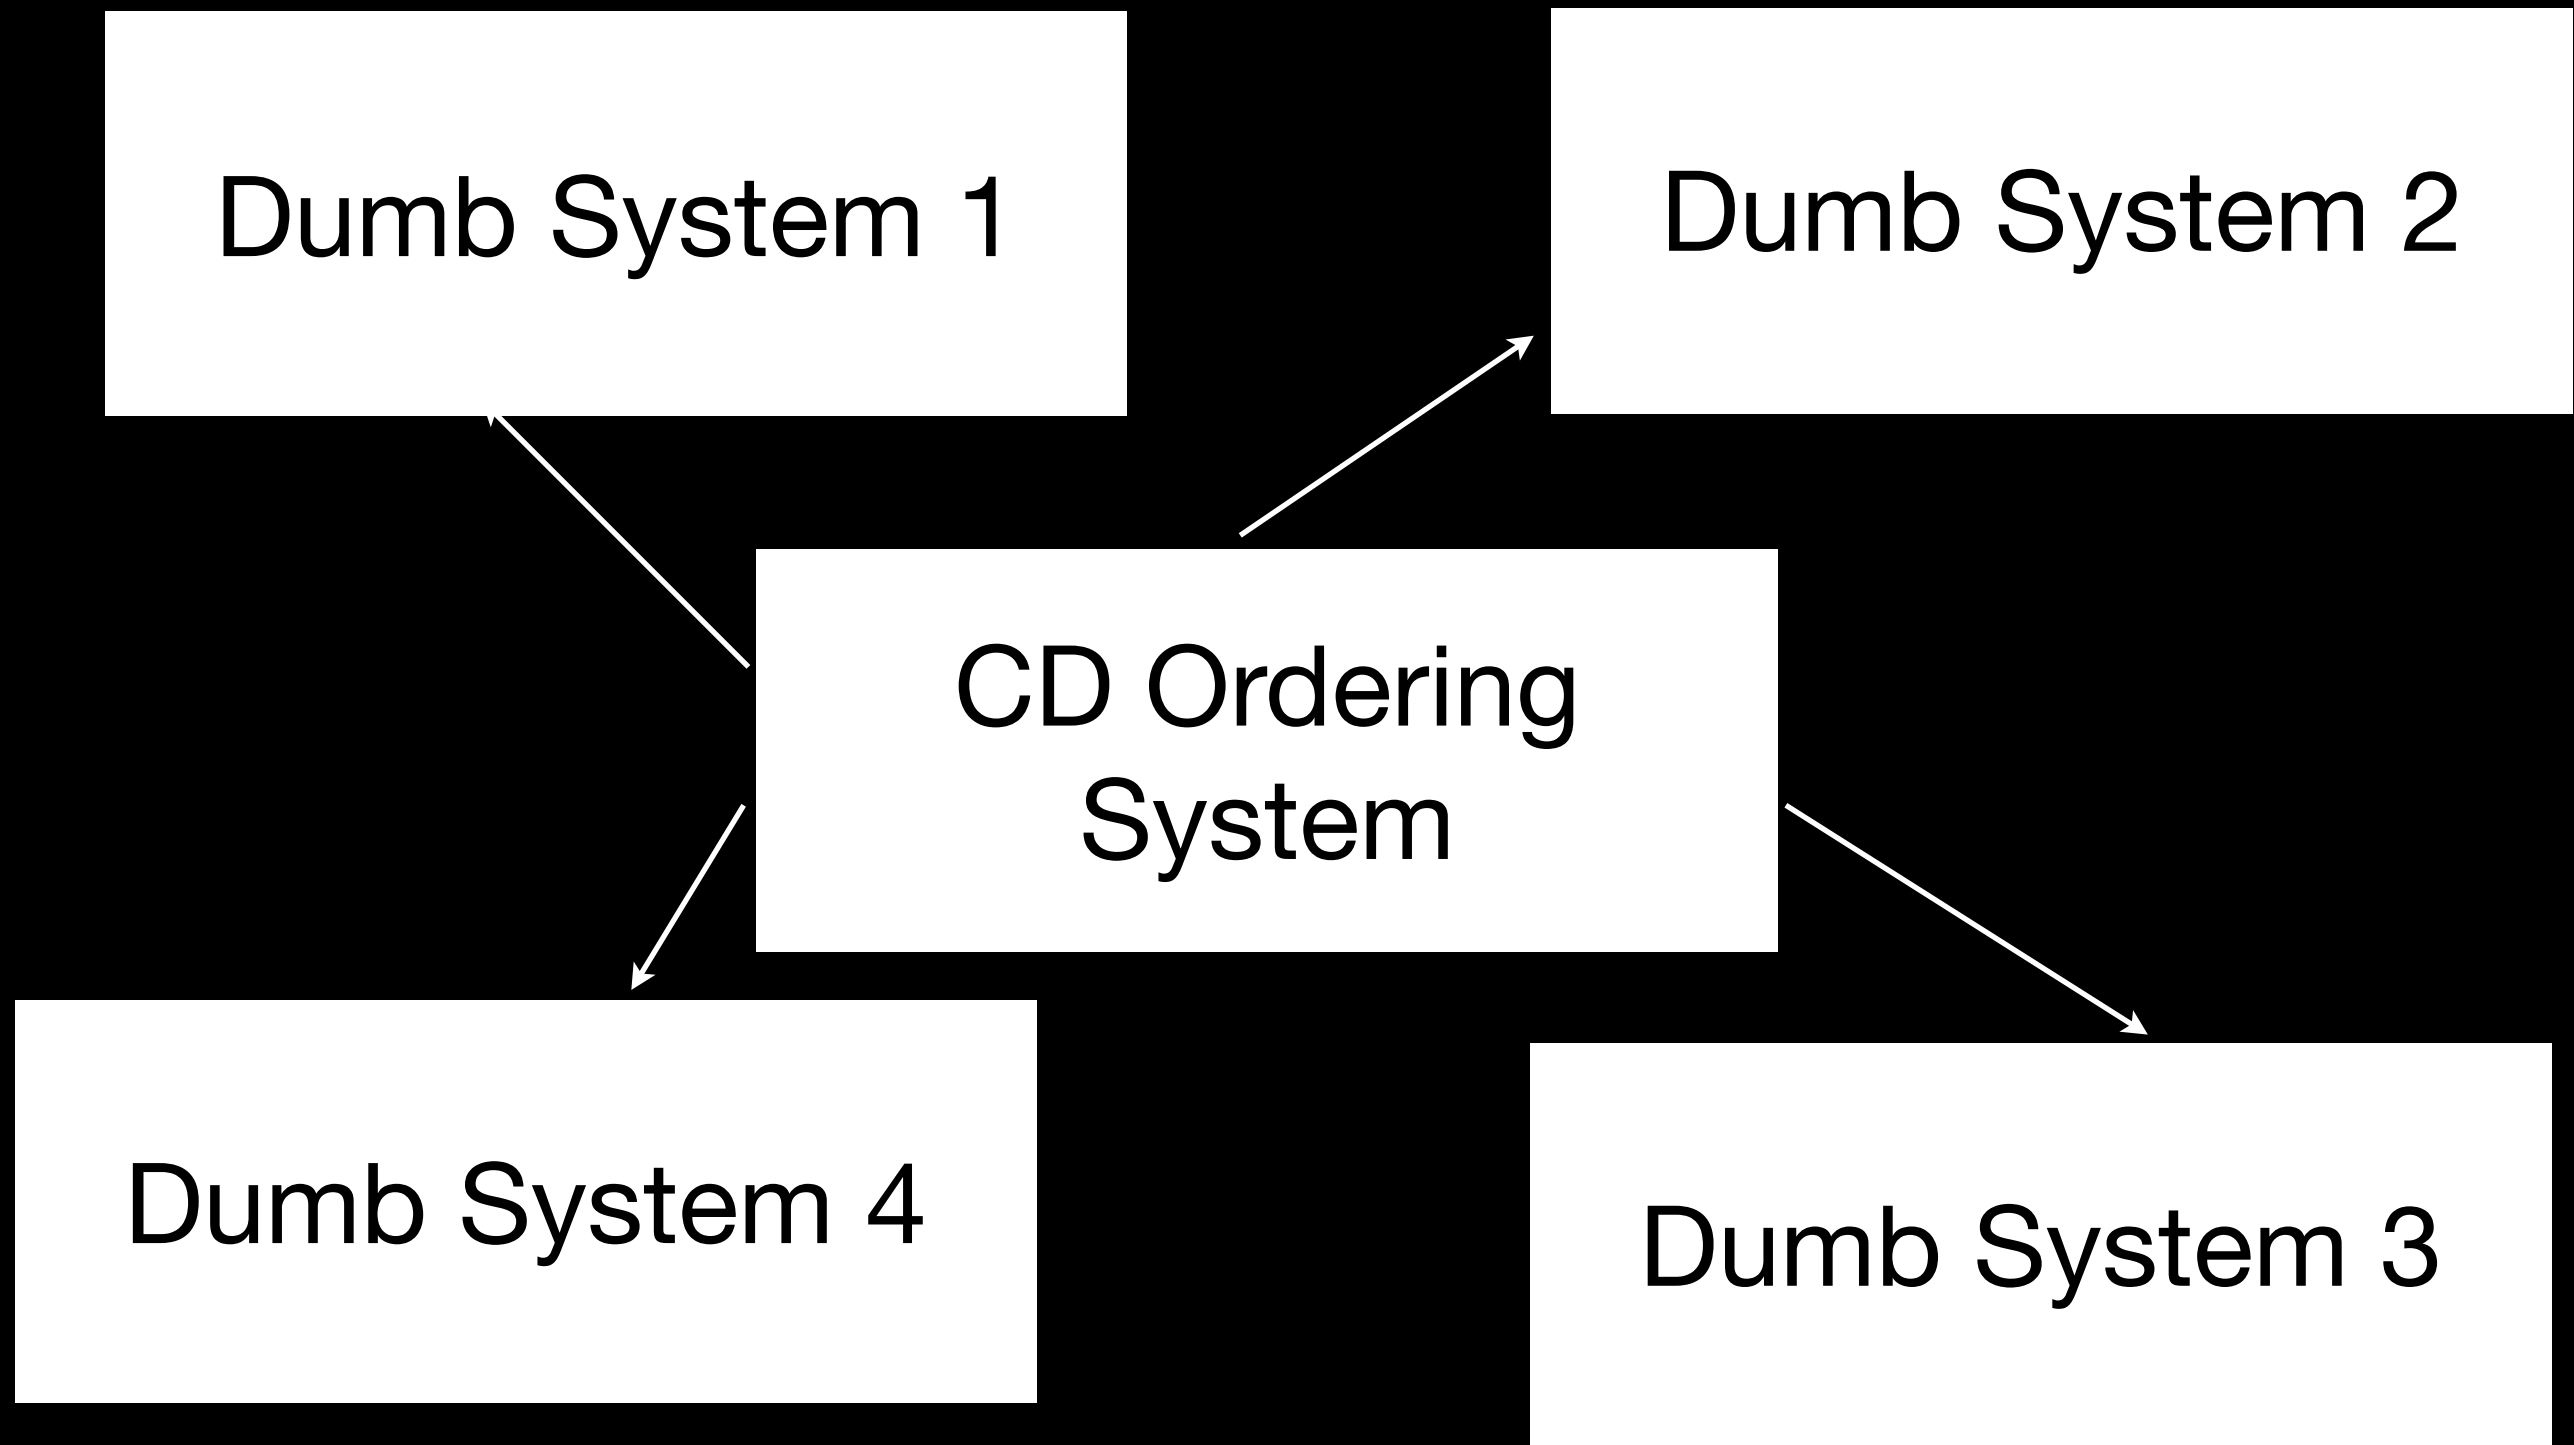 Dumb System 1
Dumb System 2
CD Ordering
System
Dumb System 4
Dumb System 3